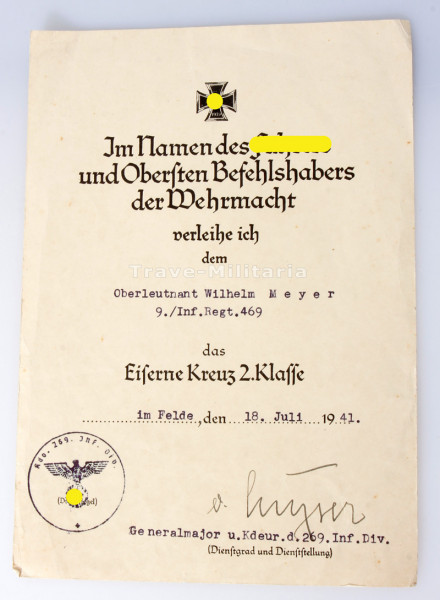 Im Namen des
und Obersten Befehlshabers
der Wehrmacht
verleihe ich
dem
Trave-Militaria
Oberleutnant Wilhelm Meyer
9./Inf.Regt.469
das
Eiserne Kreuz 2.Klasse
im Felde, den 18. Juli 1941.
Kdo. 269. Inf. Div.
Generalmajor u.Kdeur.d.269.Inf.Div.
(Dienstgrad und Dienststellung)